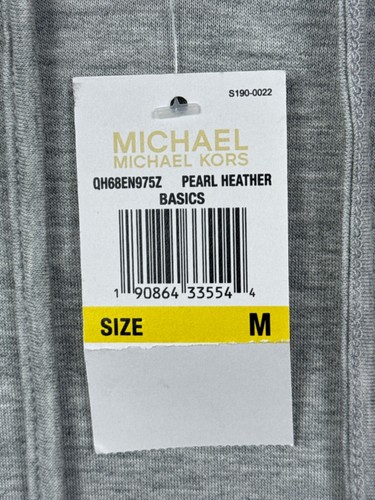 S190-0022
MICHAEL
MICHAEL KORS
QH68EN975Z PEARL HEATHER
BASICS
1 90864 33554 4
SIZE M